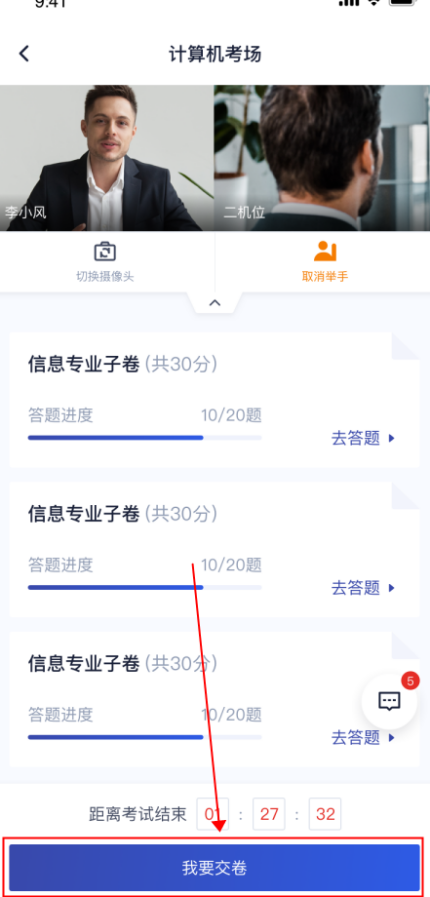 9:41
计算机考场
李小风
二机位
切换摄像头
取消举手
信息专业子卷 (共30分)
答题进度 10/20题
去答题
信息专业子卷 (共30分)
答题进度 10/20题
去答题
信息专业子卷 (共30分)
5
答题进度 10/20题
去答题
距离考试结束 01 : 27 : 32
我要交卷